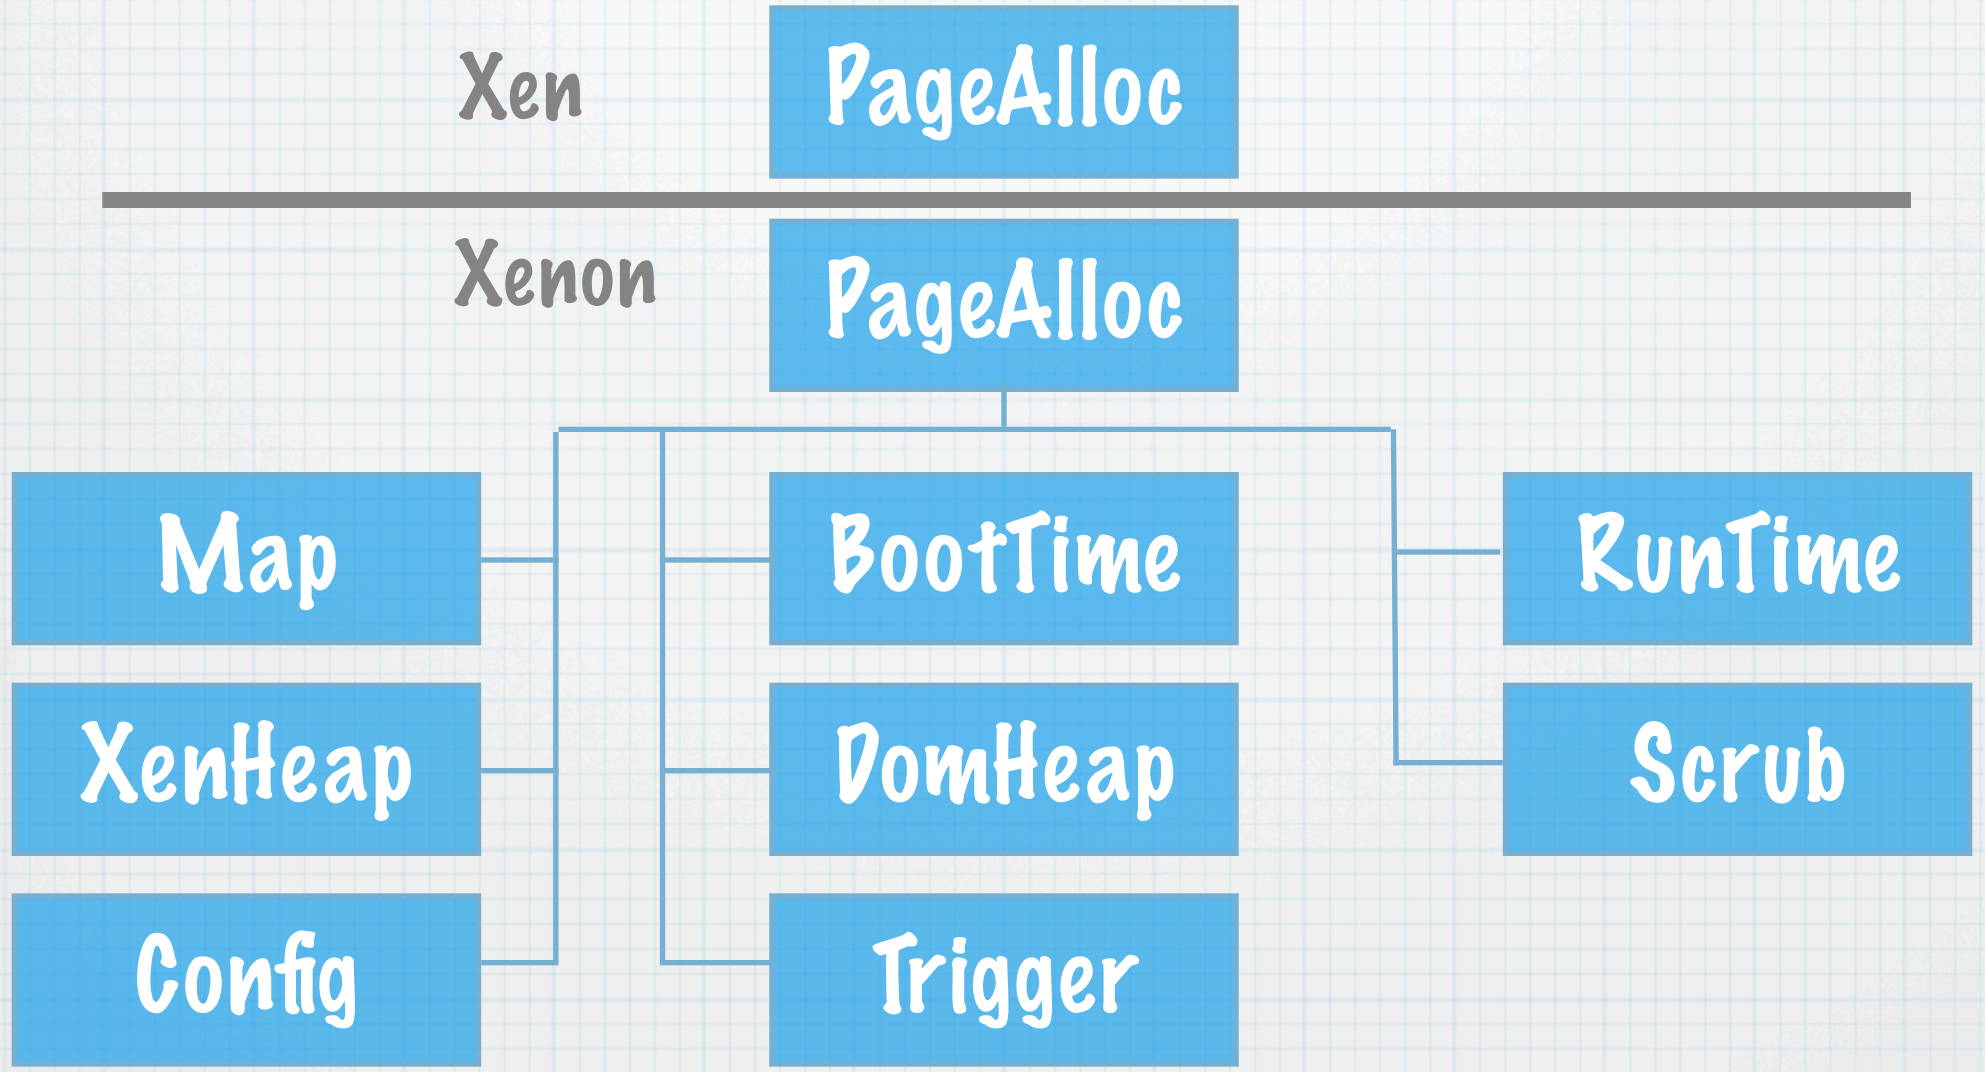 Xen
PageAlloc
Xenon
PageAlloc
Map
BootTime
RunTime
XenHeap
DomHeap
Scrub
Config
Trigger